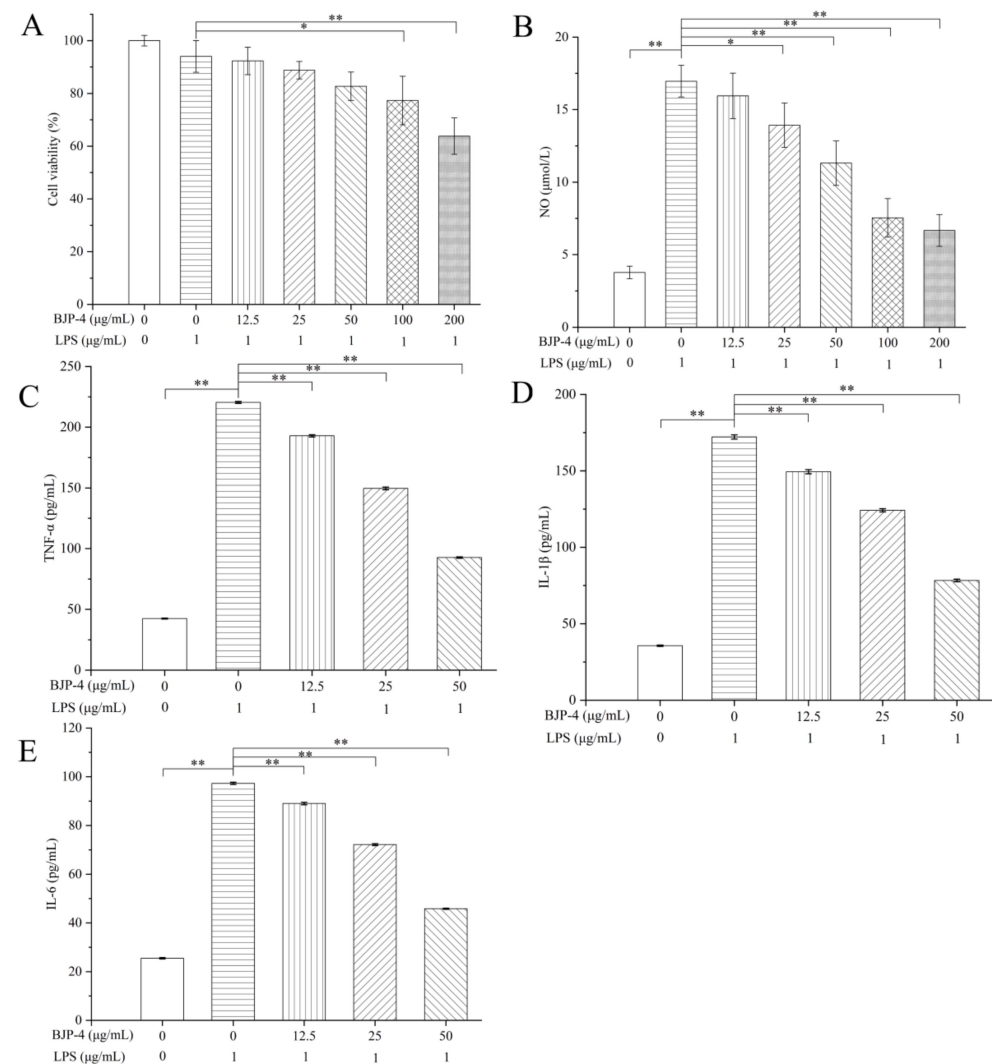 A
**
*
100
80
60
40
20
0
Cell viability (%)
BJP-4 (μg/mL) 0 0 12.5 25 50 100 200
LPS (μg/mL) 0 1 1 1 1 1 1
B
**
**
**
**
*
20
15
10
5
0
NO (μmol/L)
BJP-4 (μg/mL) 0 0 12.5 25 50 100 200
LPS (μg/mL) 0 1 1 1 1 1 1
C
**
**
**
**
250
200
150
100
50
0
TNF-α (pg/mL)
BJP-4 (μg/mL) 0 0 12.5 25 50
LPS (μg/mL) 0 1 1 1 1
D
**
**
**
**
200
150
100
50
0
IL-1β (pg/mL)
BJP-4 (μg/mL) 0 0 12.5 25 50
LPS (μg/mL) 0 1 1 1 1
E
**
**
**
**
120
100
80
60
40
20
0
IL-6 (pg/mL)
BJP-4 (μg/mL) 0 0 12.5 25 50
LPS (μg/mL) 0 1 1 1 1